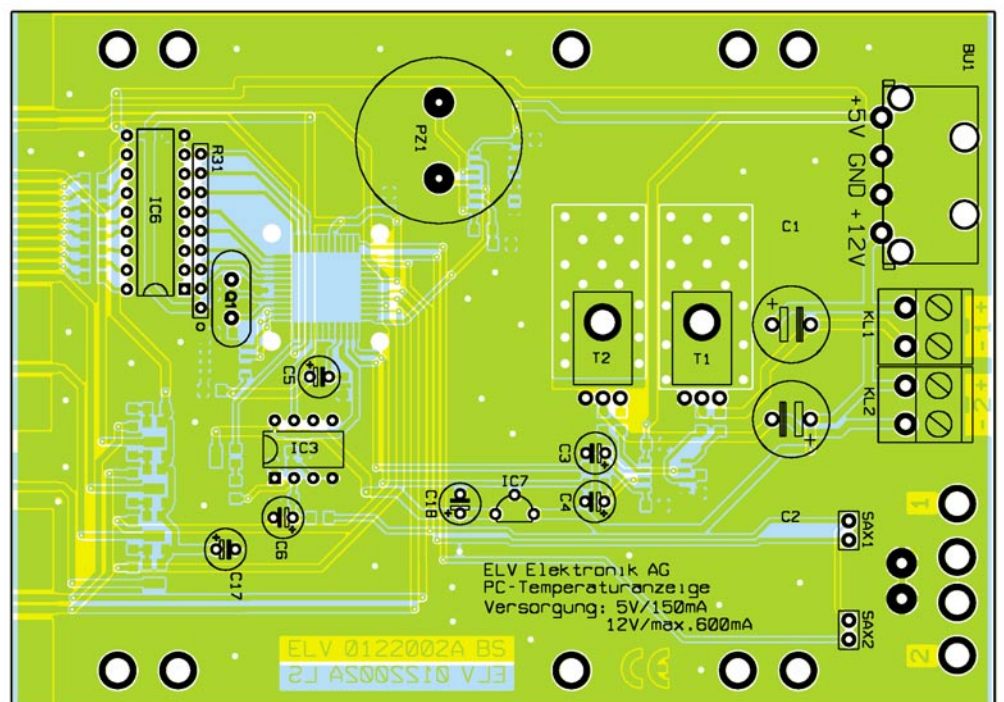 BU1
+5V GND +12V
PZ1
R31
IC6
Q1
C1
T2
T1
KL1
- 1 +
KL2
- 2 +
C5
IC3
C3
IC7
C4
C18
C6
C17
C2
SAX1
1
ELV Elektronik AG
PC-Temperaturanzeige
Versorgung: 5V/150mA
12V/max.600mA
SAX2
2
ELV 0122002A BS
ELV 0122002A LS
CE